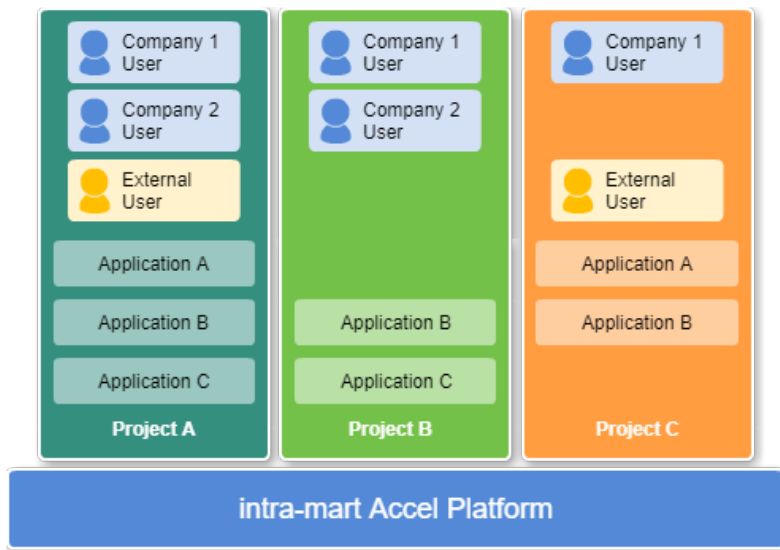 Company 1
User
Company 2
User
External
User
Application A
Application B
Application C
Project A
Company 1
User
Company 2
User
Application B
Application C
Project B
Company 1
User
External
User
Application A
Application B
Project C
intra-mart Accel Platform